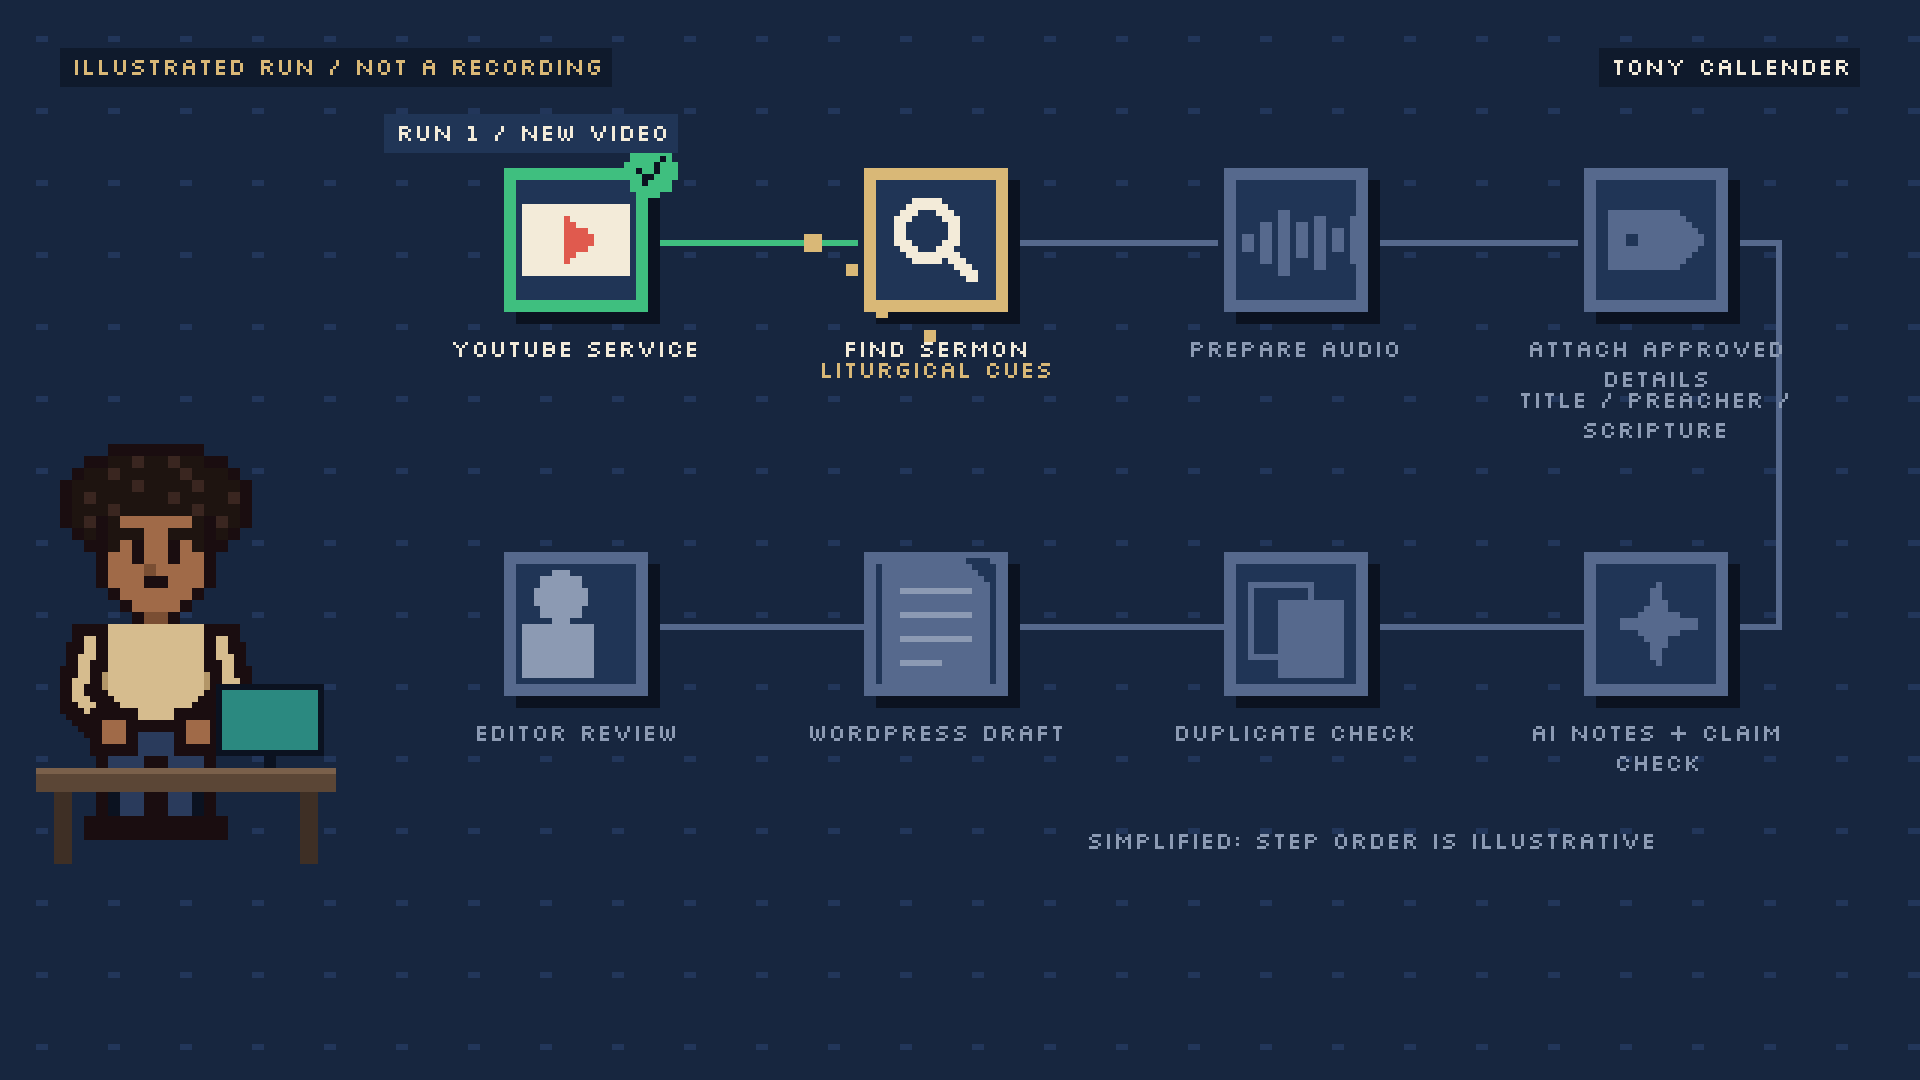 ILLUSTRATED RUN / NOT A RECORDING
TONY CALLENDER
RUN 1 / NEW VIDEO
YOUTUBE SERVICE
FIND SERMON
LITURGICAL CUES
PREPARE AUDIO
ATTACH APPROVED
DETAILS
TITLE / PREACHER /
SCRIPTURE
EDITOR REVIEW
WORDPRESS DRAFT
DUPLICATE CHECK
AI NOTES + CLAIM
CHECK
SIMPLIFIED: STEP ORDER IS ILLUSTRATIVE